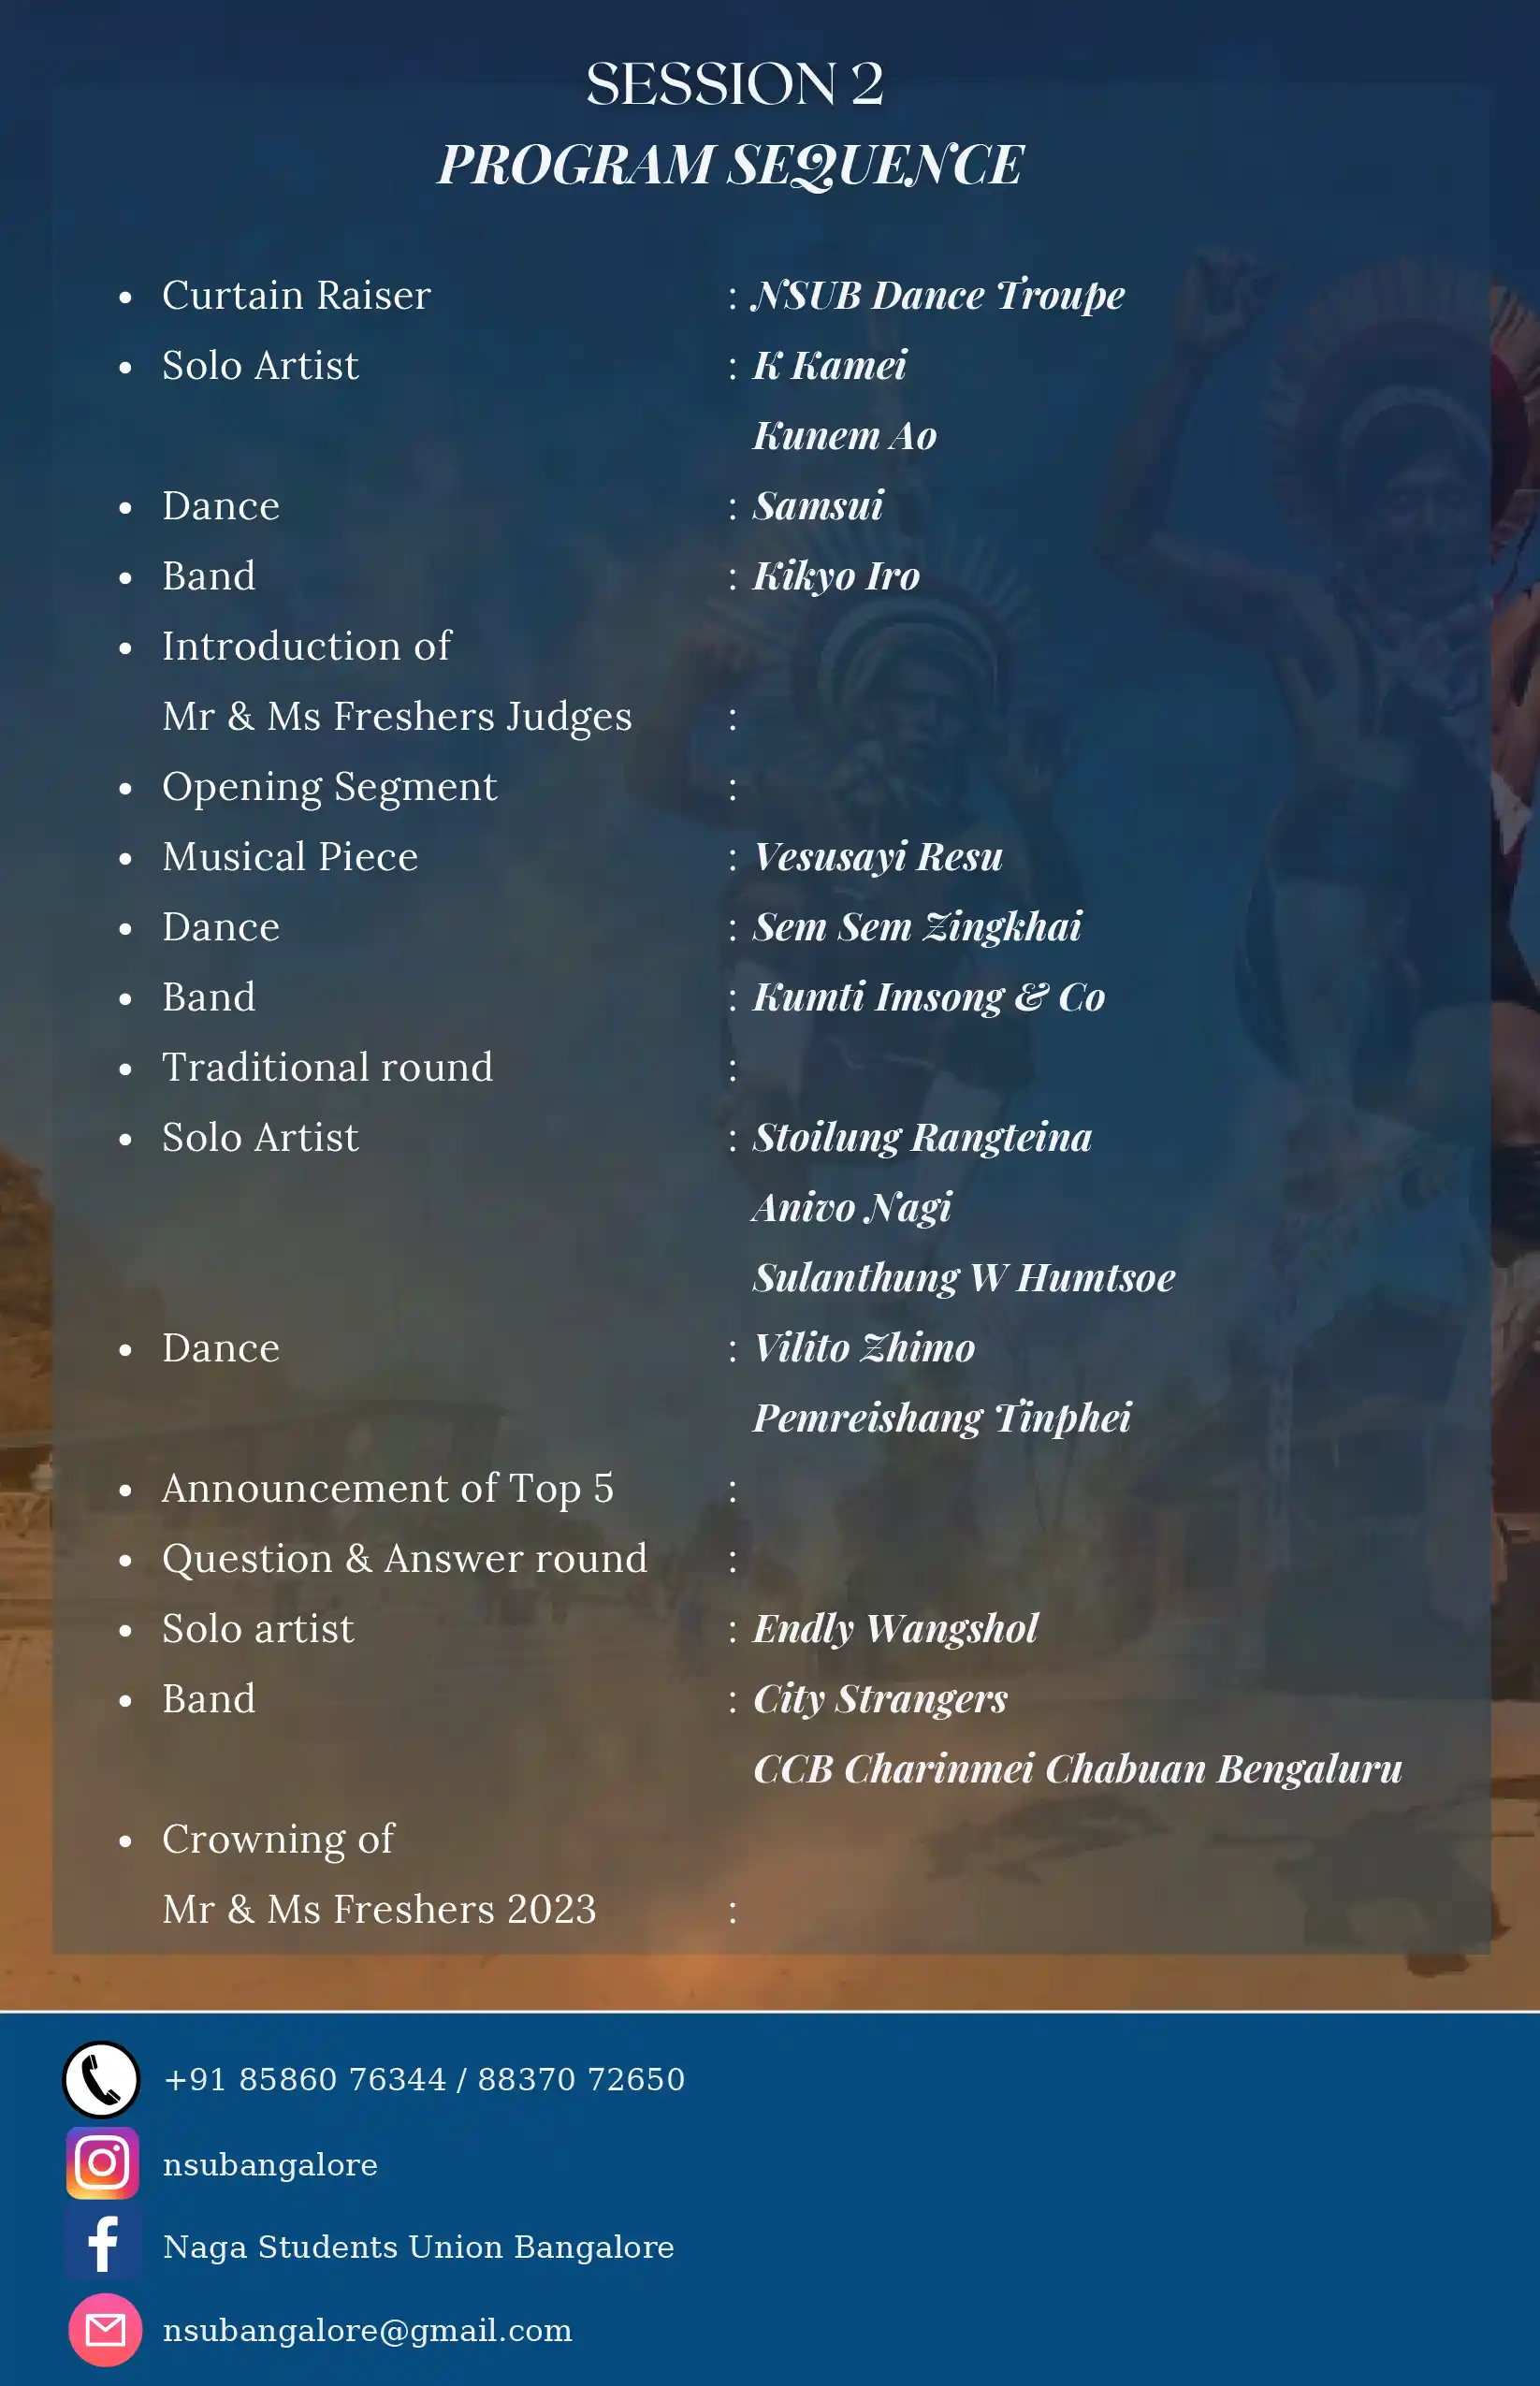 SESSION 2
PROGRAM SEQUENCE
• Curtain Raiser : NSUB Dance Troupe
• Solo Artist : K Kamei
Kunem Ao
• Dance : Samsui
• Band : Kikyo Iro
• Introduction of
Mr & Ms Freshers Judges :
• Opening Segment :
• Musical Piece : Vesusayi Resu
• Dance : Sem Sem Zingkhai
• Band : Kumti Imsong & Co
• Traditional round :
• Solo Artist : Stoilung Rangteina
Anivo Nagi
Sulanthung W Humtsoe
• Dance : Vilito Zhimo
Pemreishang Tinphei
• Announcement of Top 5 :
• Question & Answer round :
• Solo artist : Endly Wangshol
• Band : City Strangers
CCB Charinmei Chabuan Bengaluru
• Crowning of
Mr & Ms Freshers 2023 :
+91 85860 76344 / 88370 72650
nsubangalore
Naga Students Union Bangalore
nsubangalore@gmail.com